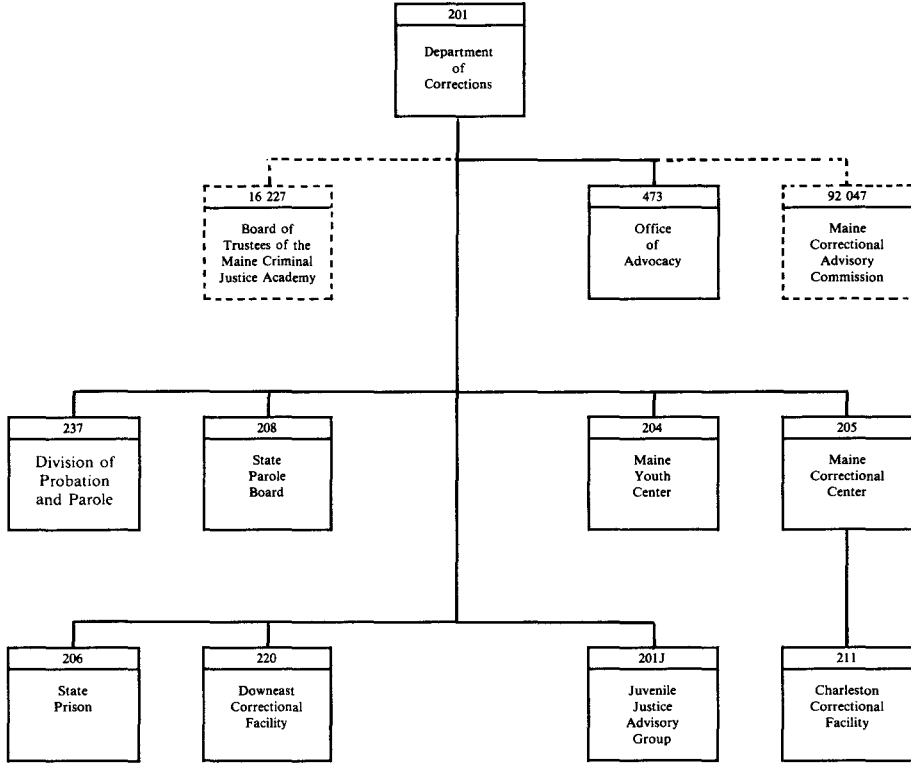 201
Department
of
Corrections
16 227
Board of
Trustees of the
Maine Criminal
Justice Academy
473
Office
of
Advocacy
92 047
Maine
Correctional
Advisory
Commission
237
Division of
Probation
and Parole
208
State
Parole
Board
204
Maine
Youth
Center
205
Maine
Correctional
Center
206
State
Prison
220
Downeast
Correctional
Facility
201J
Juvenile
Justice
Advisory
Group
211
Charleston
Correctional
Facility